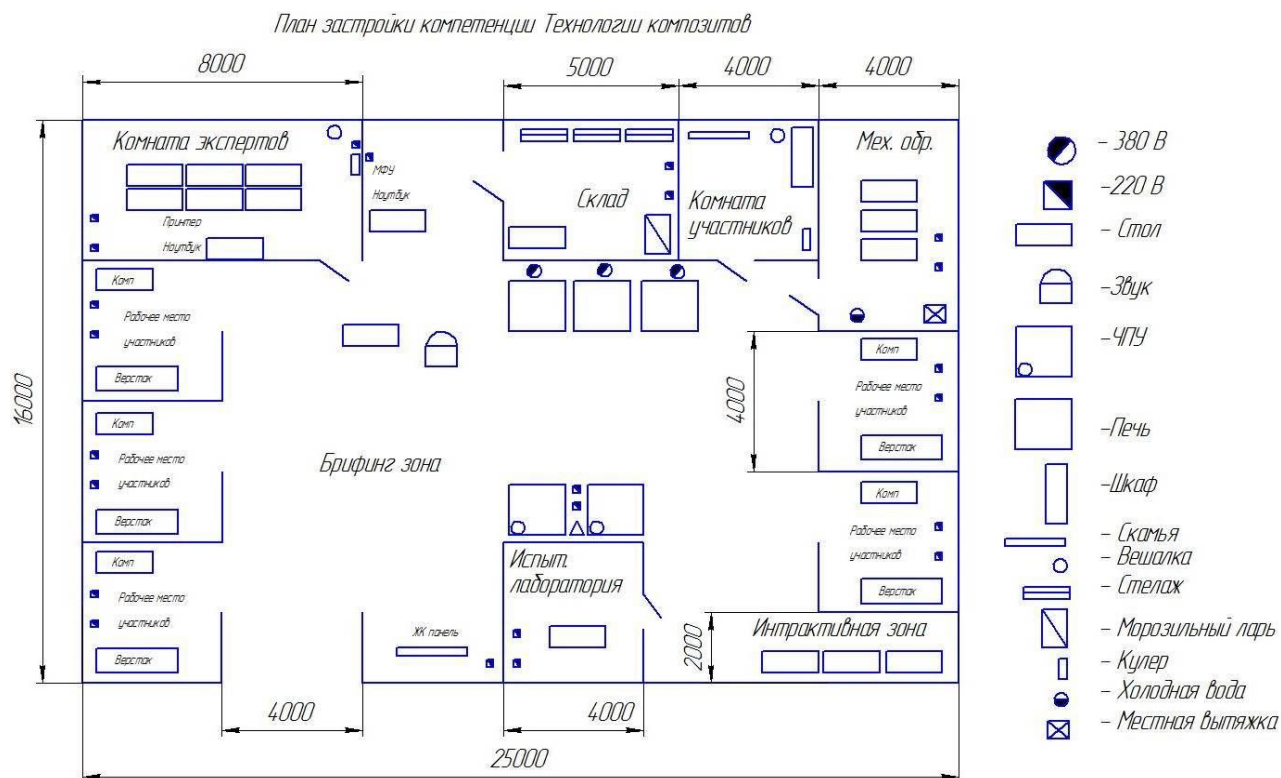 План застройки компетенции Технологии композитов
8000
5000
4000
4000
Комната экспертов
Принтер
Ноутбук
МФУ
Ноутбук
Склад
Комната
участников
Мех. обр.
16000
Комп
Рабочее место
участников
Верстак
Комп
Рабочее место
участников
Верстак
Комп
Рабочее место
участников
Верстак
Брифинг зона
ЖК панель
Испыт.
лаборатория
4000
Комп
Рабочее место
участников
Верстак
Комп
Рабочее место
участников
Верстак
2000
Интрактивная зона
4000
4000
25000
- 380 В
-220 В
- Стол
-Звук
-ЧПУ
-Печь
-Шкаф
- Скамья
- Вешалка
- Стелаж
- Морозильный ларь
- Кулер
- Холодная вода
- Местная вытяжка